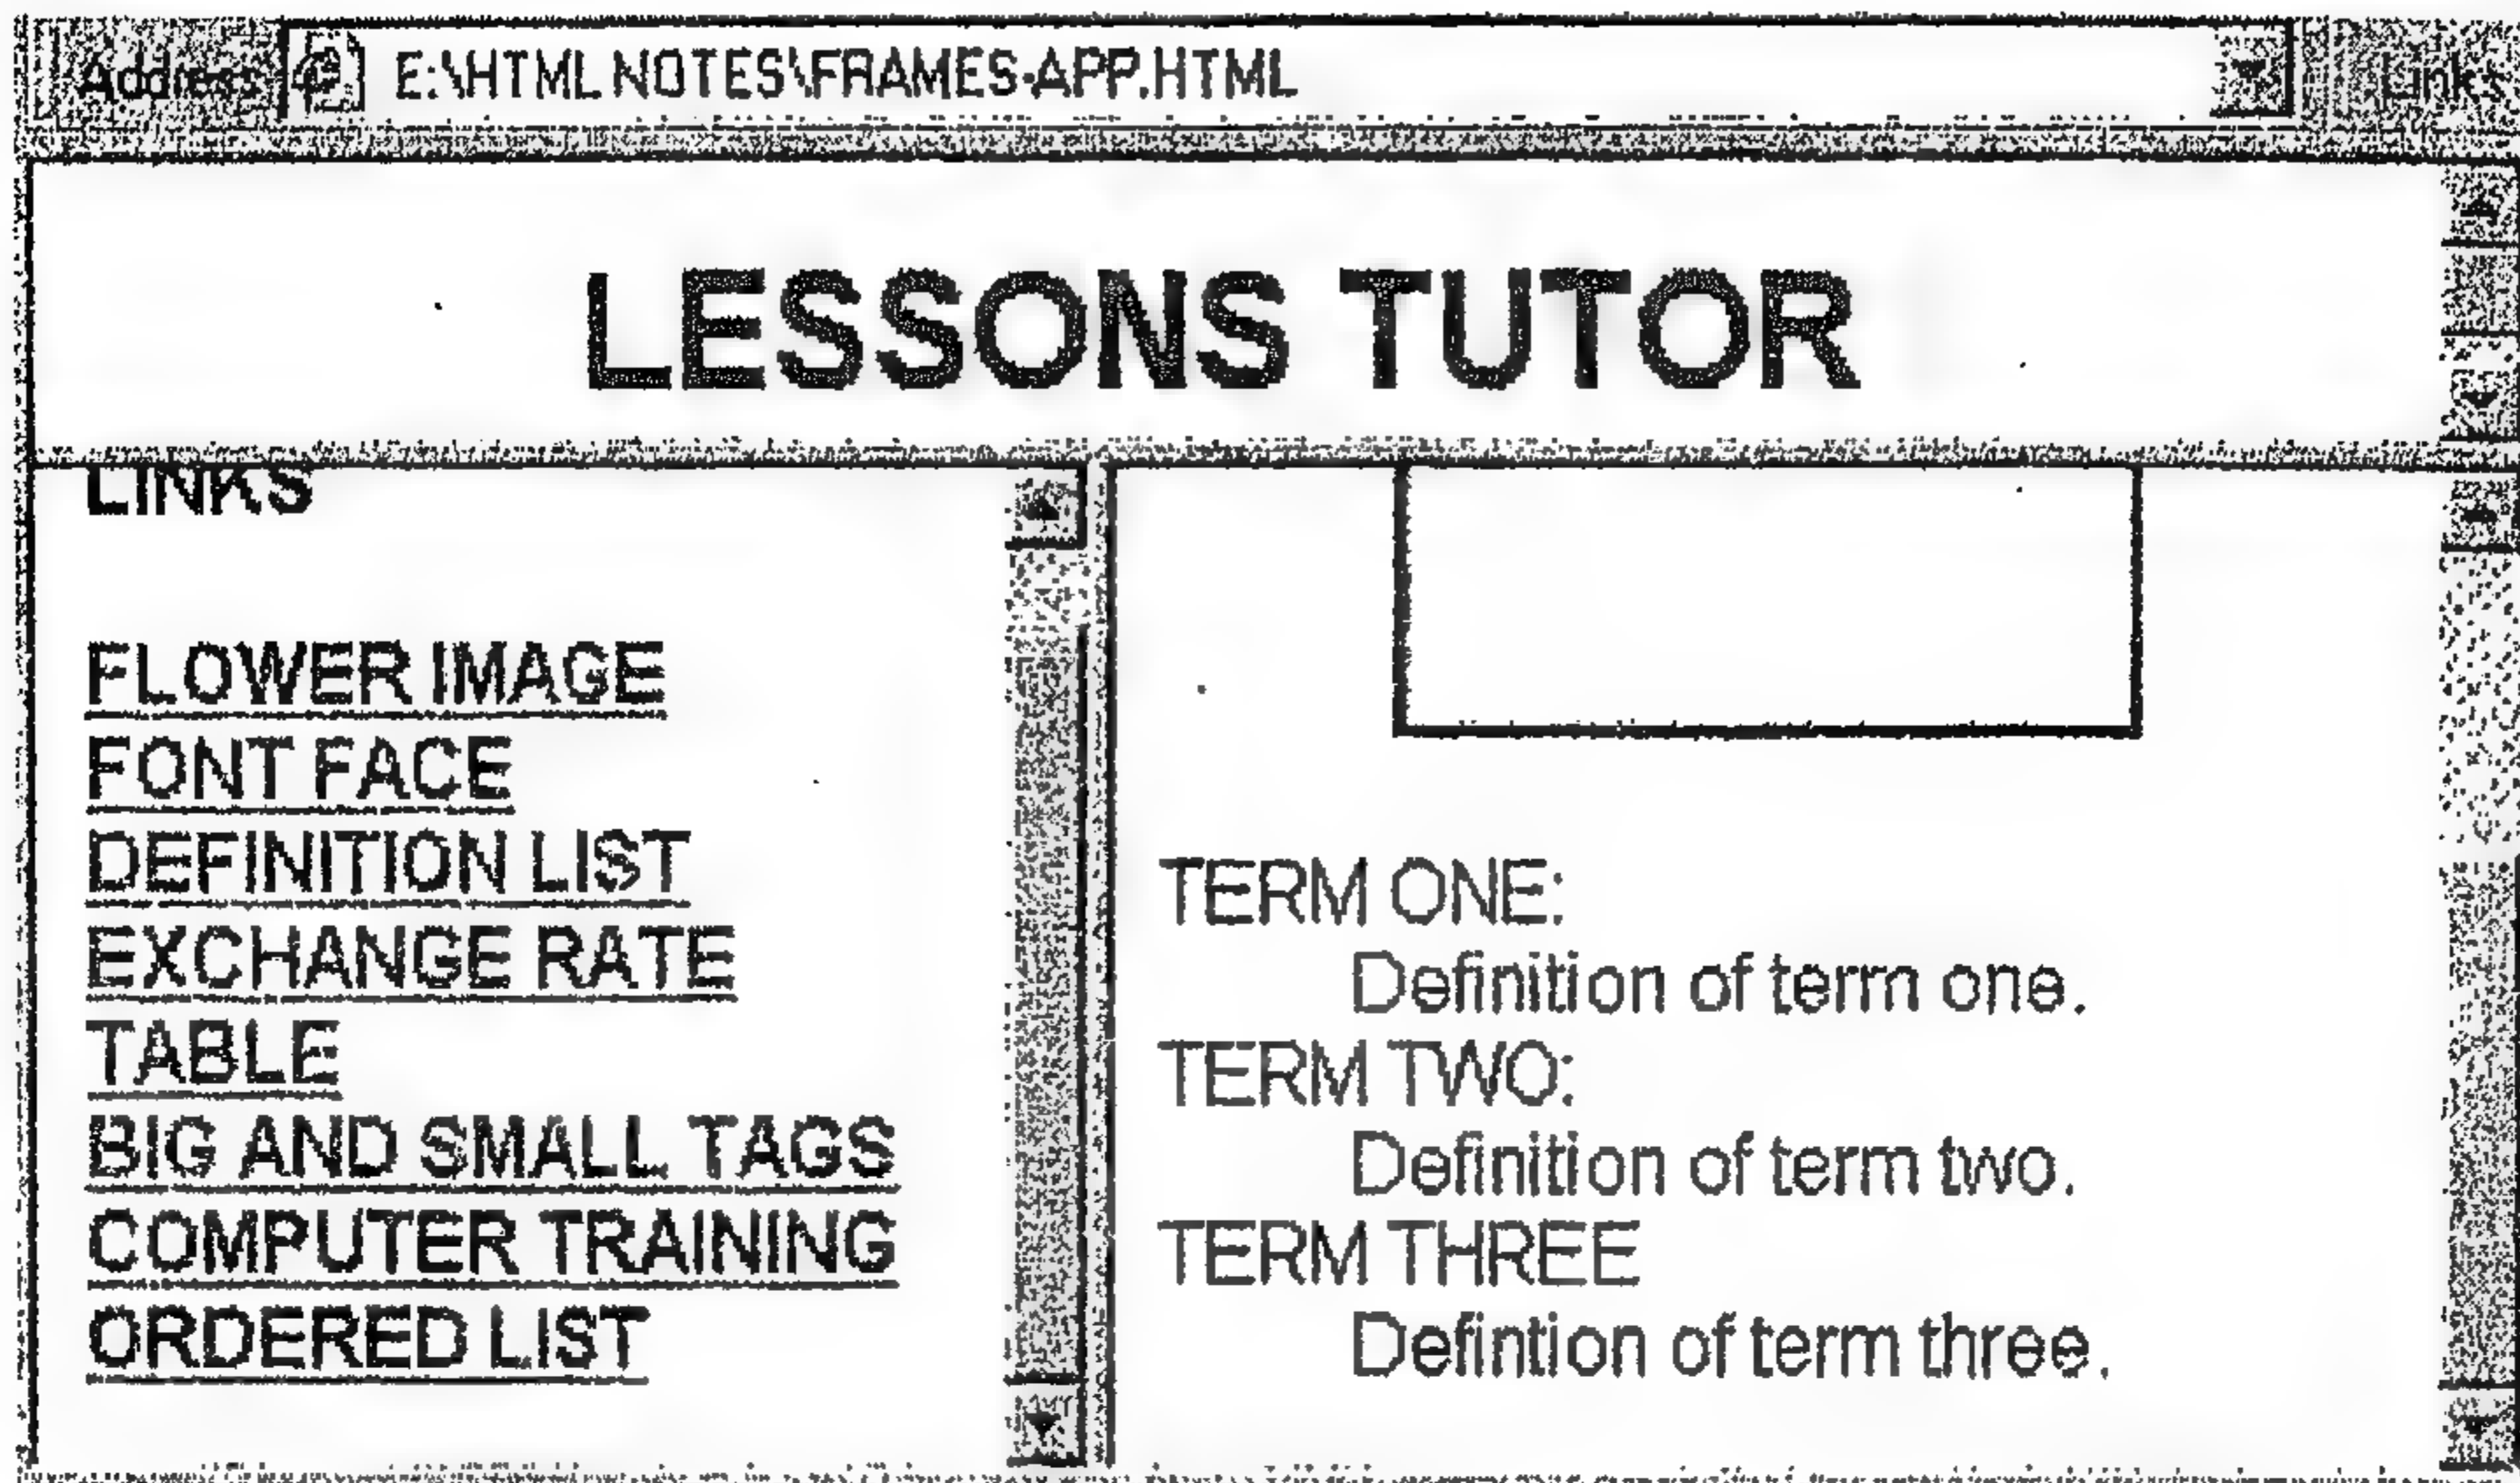 Address E:\HTML NOTES\FRAMES-APP.HTML Links
LESSONS TUTOR
LINKS
FLOWER IMAGE
FONT FACE
DEFINITION LIST
EXCHANGE RATE
TABLE
BIG AND SMALL TAGS
COMPUTER TRAINING
ORDERED LIST
TERM ONE:
Definition of term one.
TERM TWO:
Definition of term two.
TERM THREE
Defintion of term three.